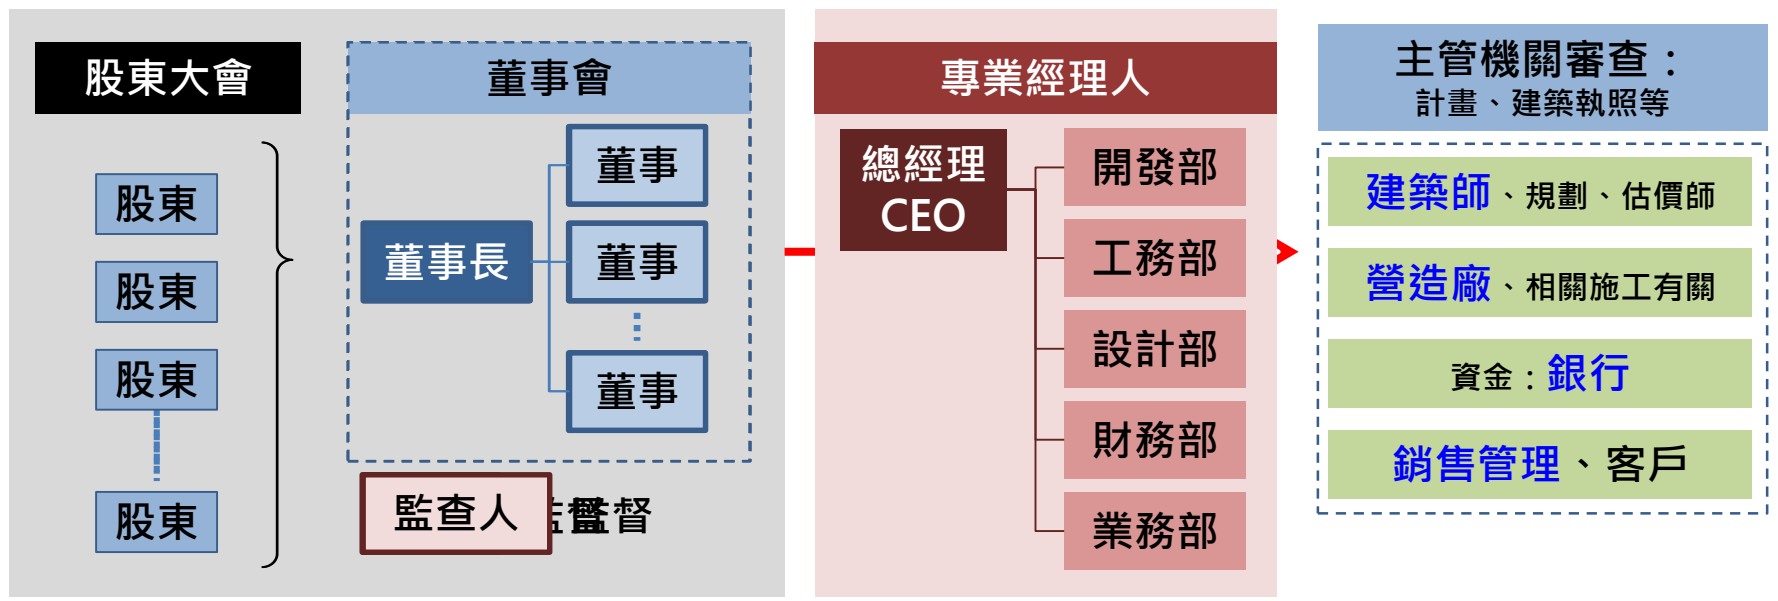 股東大會
股東
股東
股東
股東
董事會
董事長
董事
董事
董事
監查人
監督
專業經理人
總經理
CEO
開發部
工務部
設計部
財務部
業務部
主管機關審查：
計畫、建築執照等
建築師、規劃、估價師
營造廠、相關施工有關
資金：銀行
銷售管理、客戶